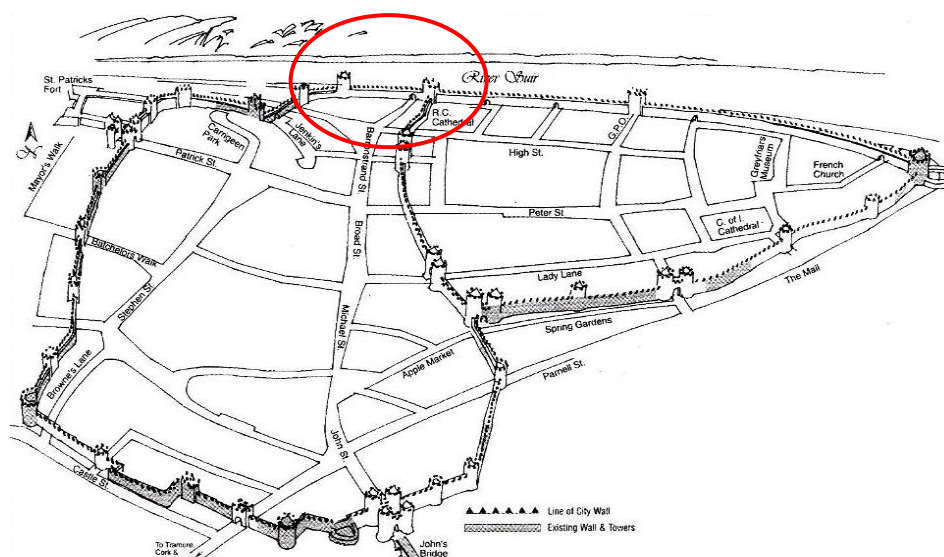 River Suir
St. Patricks
Fort
Mayor's Walk
Carrigeen
Park
Jenkin's
Lane
Patrick St
Barronstrand St.
R.C.
Cathedral
High St.
G.P.O.
Greyfriars
Museum
French
Church
Peter St
C. of I.
Cathedral
Batchelors Walk
Broad St.
Lady Lane
The Mall
Stephen St
Michael St.
Spring Gardens
Apple Market
Parnell St.
Browne's Lane
John St.
Castle St
Line of City Wall
Existing Wall & Towers
To Tramore,
Cork &
John's
Bridge